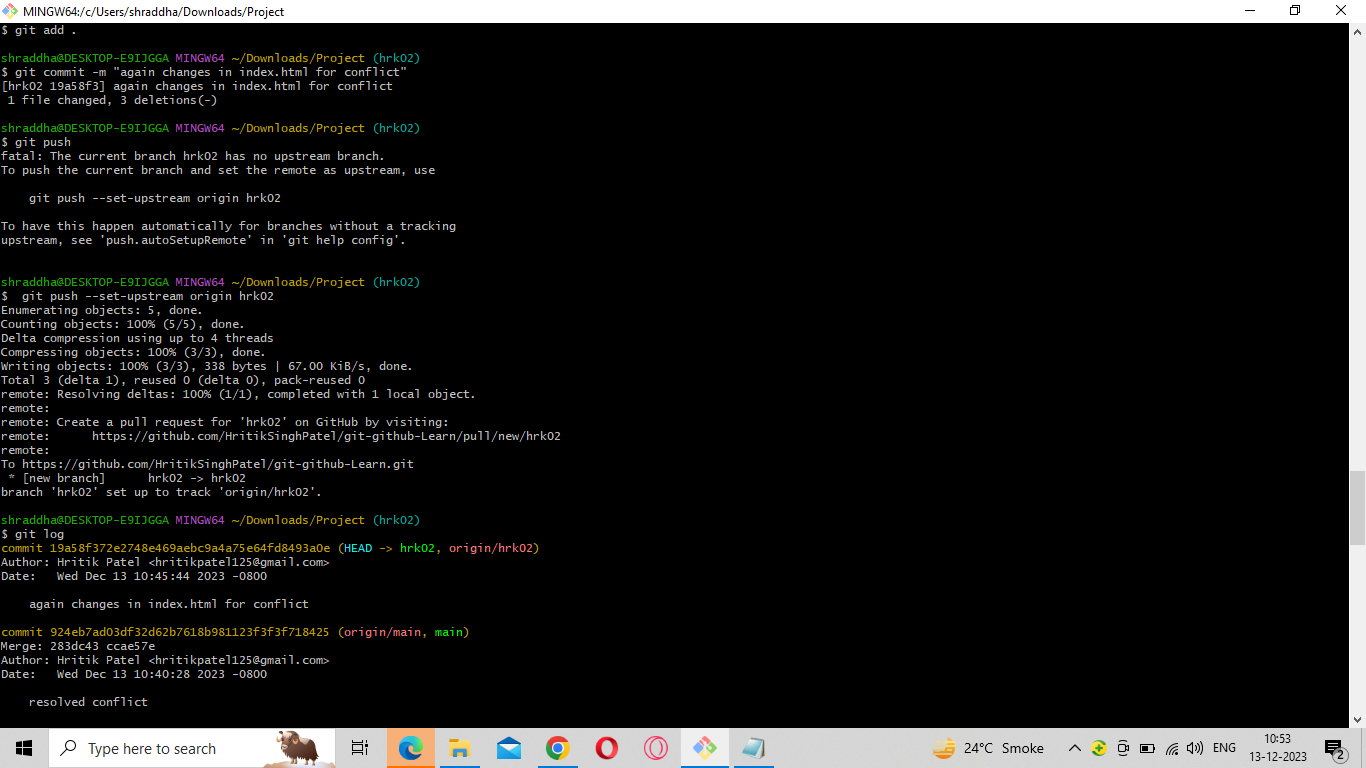 MINGW64:/c/Users/shraddha/Downloads/Project
$ git add .
shraddha@DESKTOP-E9IJGGA MINGW64 ~/Downloads/Project (hrk02)
$ git commit -m "again changes in index.html for conflict"
[hrk02 19a58f3] again changes in index.html for conflict
 1 file changed, 3 deletions(-)
shraddha@DESKTOP-E9IJGGA MINGW64 ~/Downloads/Project (hrk02)
$ git push
fatal: The current branch hrk02 has no upstream branch.
To push the current branch and set the remote as upstream, use
    git push --set-upstream origin hrk02
To have this happen automatically for branches without a tracking
upstream, see 'push.autoSetupRemote' in 'git help config'.
shraddha@DESKTOP-E9IJGGA MINGW64 ~/Downloads/Project (hrk02)
$  git push --set-upstream origin hrk02
Enumerating objects: 5, done.
Counting objects: 100% (5/5), done.
Delta compression using up to 4 threads
Compressing objects: 100% (3/3), done.
Writing objects: 100% (3/3), 338 bytes | 67.00 KiB/s, done.
Total 3 (delta 1), reused 0 (delta 0), pack-reused 0
remote: Resolving deltas: 100% (1/1), completed with 1 local object.
remote:
remote: Create a pull request for 'hrk02' on GitHub by visiting:
remote:      https://github.com/HritikSinghPatel/git-github-Learn/pull/new/hrk02
remote:
To https://github.com/HritikSinghPatel/git-github-Learn.git
 * [new branch]      hrk02 -> hrk02
branch 'hrk02' set up to track 'origin/hrk02'.
shraddha@DESKTOP-E9IJGGA MINGW64 ~/Downloads/Project (hrk02)
$ git log
commit 19a58f372e2748e469aebc9a4a75e64fd8493a0e (HEAD -> hrk02, origin/hrk02)
Author: Hritik Patel <hritikpatel125@gmail.com>
Date:   Wed Dec 13 10:45:44 2023 -0800
    again changes in index.html for conflict
commit 924eb7ad03df32d62b7618b981123f3f3f718425 (origin/main, main)
Merge: 283dc43 ccae57e
Author: Hritik Patel <hritikpatel125@gmail.com>
Date:   Wed Dec 13 10:40:28 2023 -0800
    resolved conflict
Type here to search
24°C Smoke
ENG
10:53
13-12-2023
2